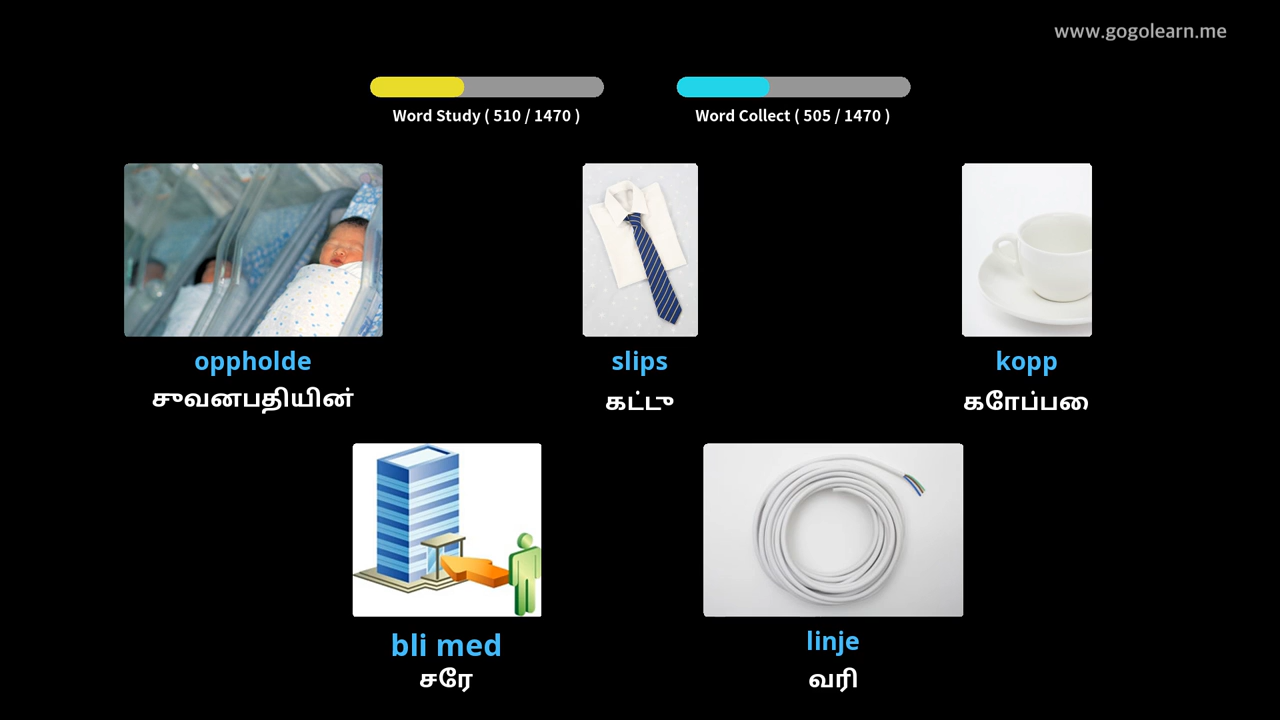 www.gogolearn.me
Word Study ( 510 / 1470 )
Word Collect ( 505 / 1470 )
oppholde
slips
kopp
சுவனபதியின்
கட்டு
கோப்பை
bli med
linje
சேர
வரி